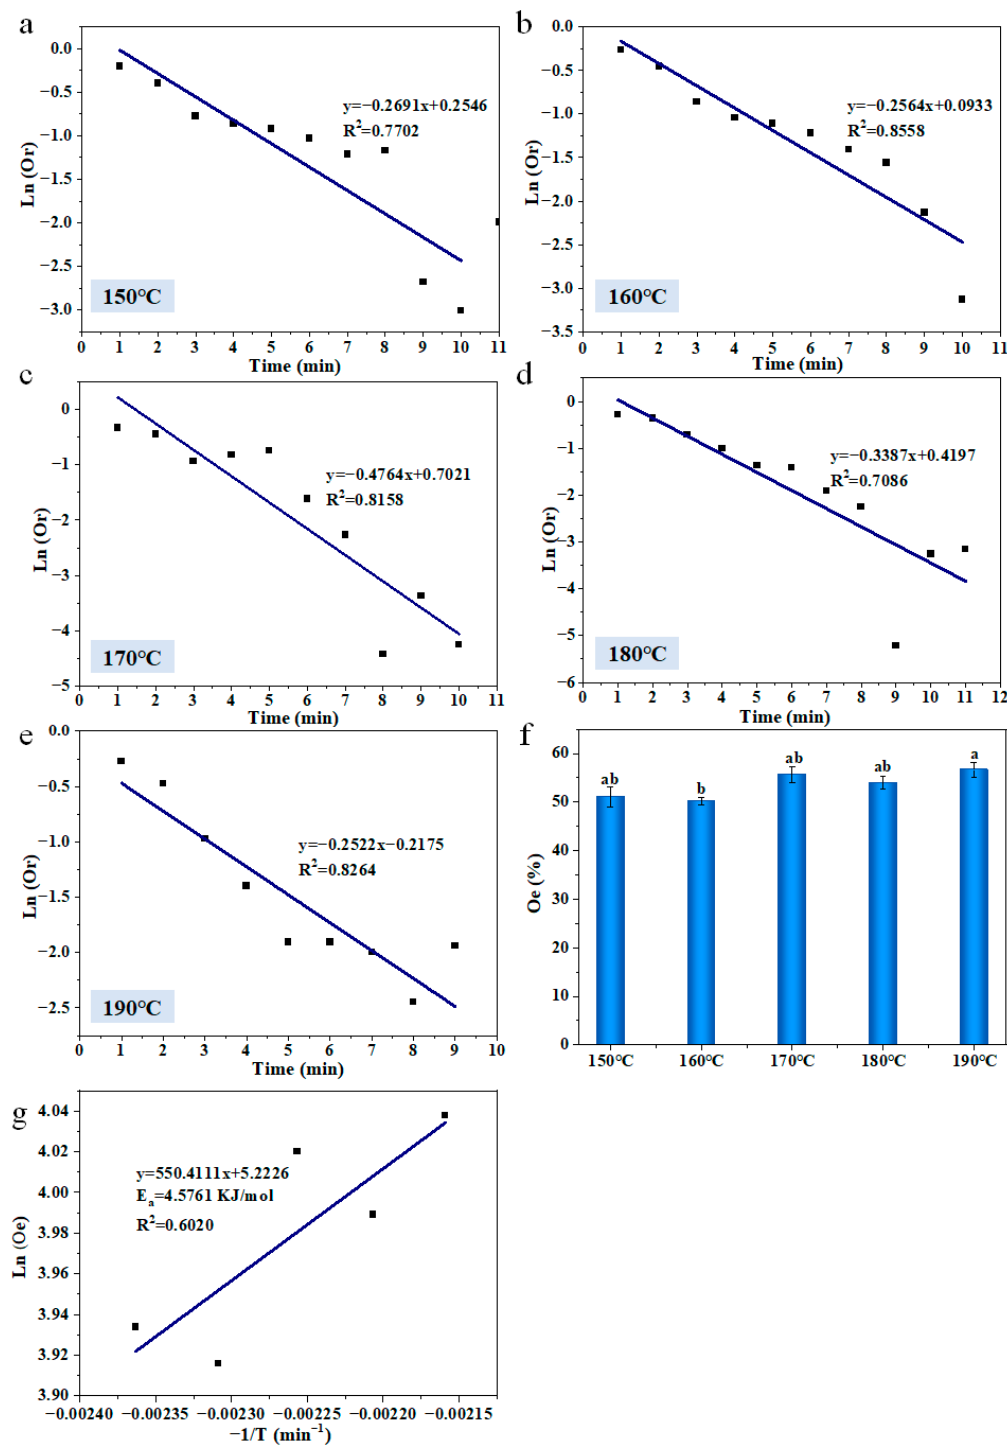 a
0.0
−0.5
−1.0
−1.5
−2.0
−2.5
−3.0
Ln (Or)
y=−0.2691x+0.2546
R²=0.7702
150°C
0 1 2 3 4 5 6 7 8 9 10 11
Time (min)
b
0.0
−0.5
−1.0
−1.5
−2.0
−2.5
−3.0
−3.5
Ln (Or)
y=−0.2564x+0.0933
R²=0.8558
160°C
0 1 2 3 4 5 6 7 8 9 10 11
Time (min)
c
0
−1
−2
−3
−4
−5
Ln (Or)
y=−0.4764x+0.7021
R²=0.8158
170°C
0 1 2 3 4 5 6 7 8 9 10 11
Time (min)
d
0
−1
−2
−3
−4
−5
−6
Ln (Or)
y=−0.3387x+0.4197
R²=0.7086
180°C
0 1 2 3 4 5 6 7 8 9 10 11 12
Time (min)
e
0.0
−0.5
−1.0
−1.5
−2.0
−2.5
Ln (Or)
y=−0.2522x−0.2175
R²=0.8264
190°C
0 1 2 3 4 5 6 7 8 9 10
Time (min)
f
60
50
40
30
20
10
0
Oe (%)
ab b ab ab a
150°C 160°C 170°C 180°C 190°C
g
4.04
4.02
4.00
3.98
3.96
3.94
3.92
3.90
Ln (Oe)
y=550.4111x+5.2226
Eₐ=4.5761 KJ/mol
R²=0.6020
−0.00240 −0.00235 −0.00230 −0.00225 −0.00220 −0.00215
−1/T (min⁻¹)